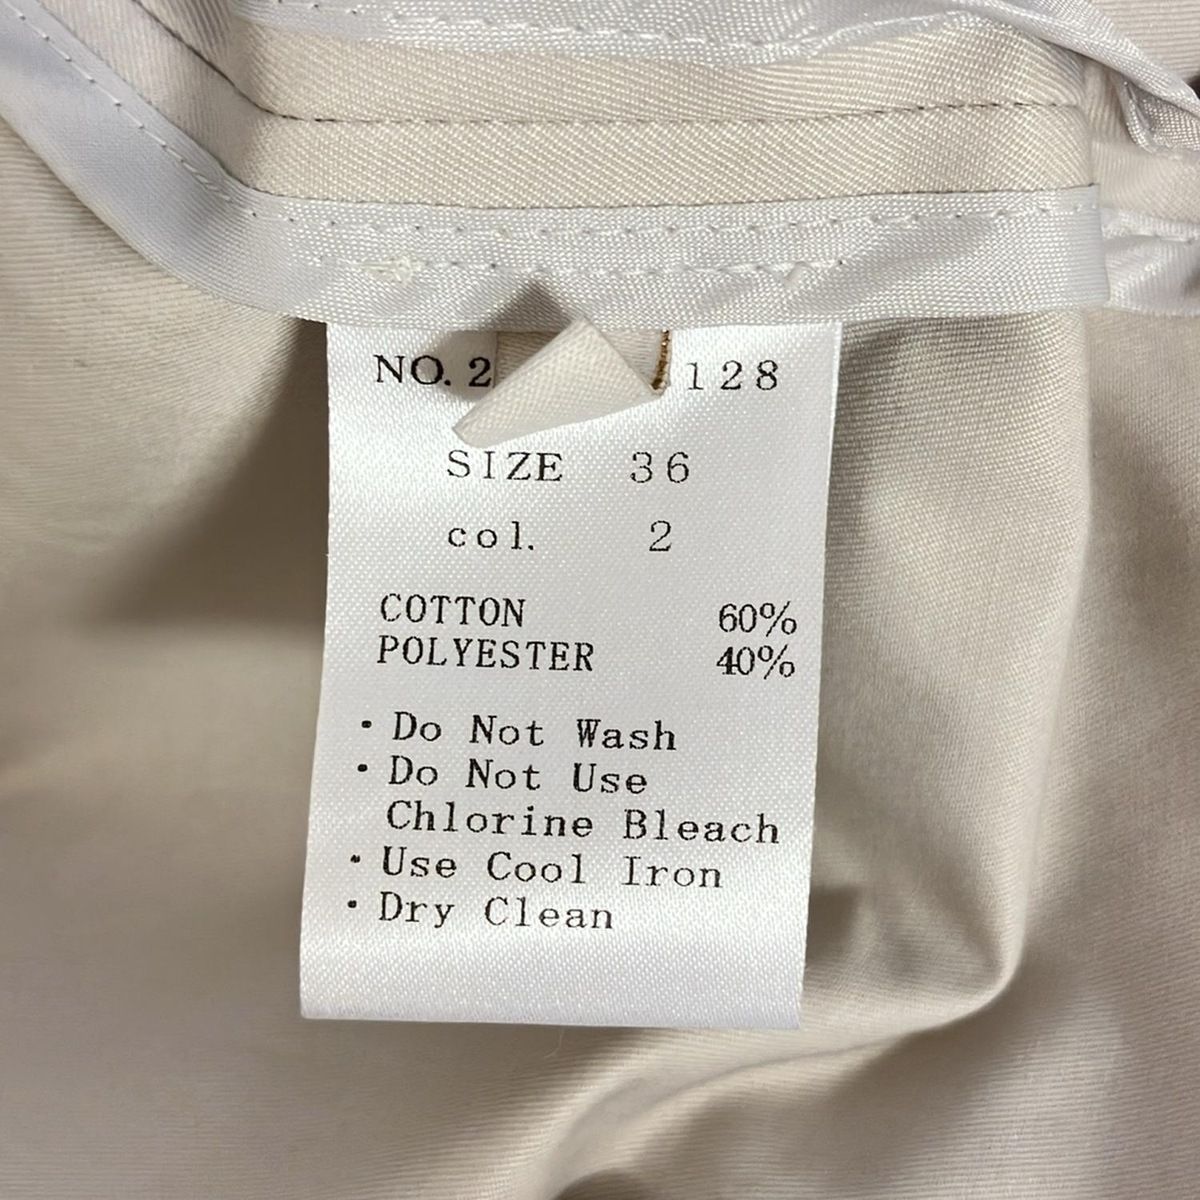 NO. 2 128
SIZE 36
col. 2
COTTON 60%
POLYESTER 40%
・Do Not Wash
・Do Not Use
Chlorine Bleach
・Use Cool Iron
・Dry Clean